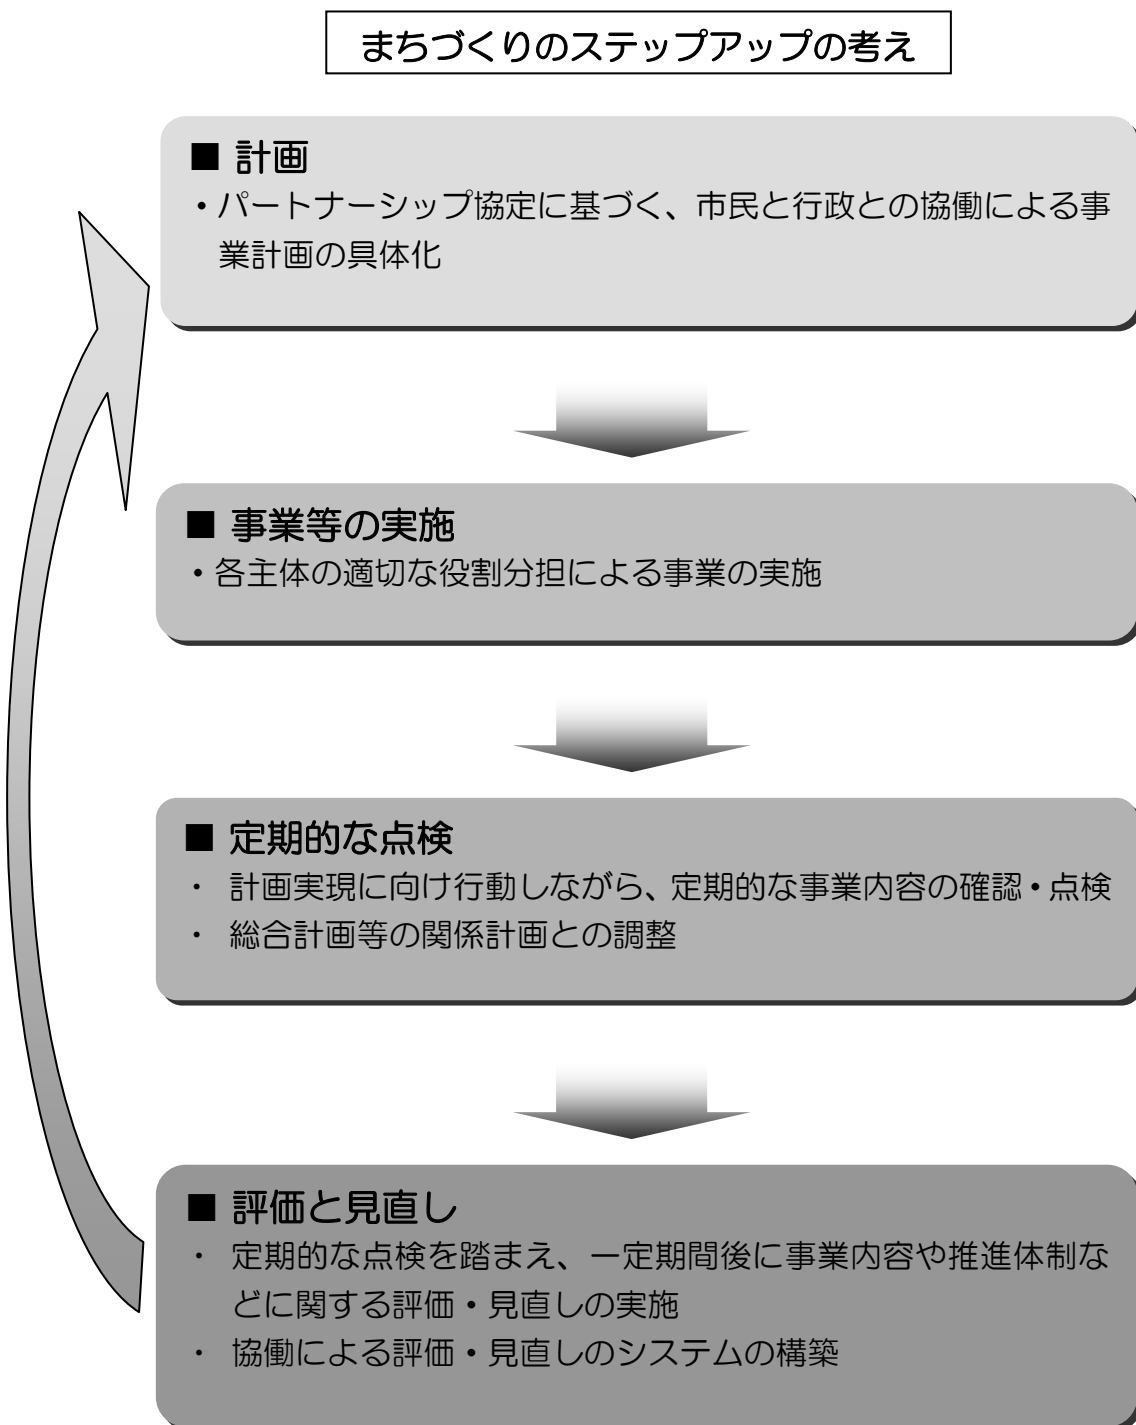 まちづくりのステップアップの考え
■ 計画
・パートナーシップ協定に基づく、市民と行政との協働による事
業計画の具体化
■ 事業等の実施
・各主体の適切な役割分担による事業の実施
■ 定期的な点検
・ 計画実現に向け行動しながら、定期的な事業内容の確認・点検
・ 総合計画等の関係計画との調整
■ 評価と見直し
・ 定期的な点検を踏まえ、一定期間後に事業内容や推進体制な
どに関する評価・見直しの実施
・ 協働による評価・見直しのシステムの構築